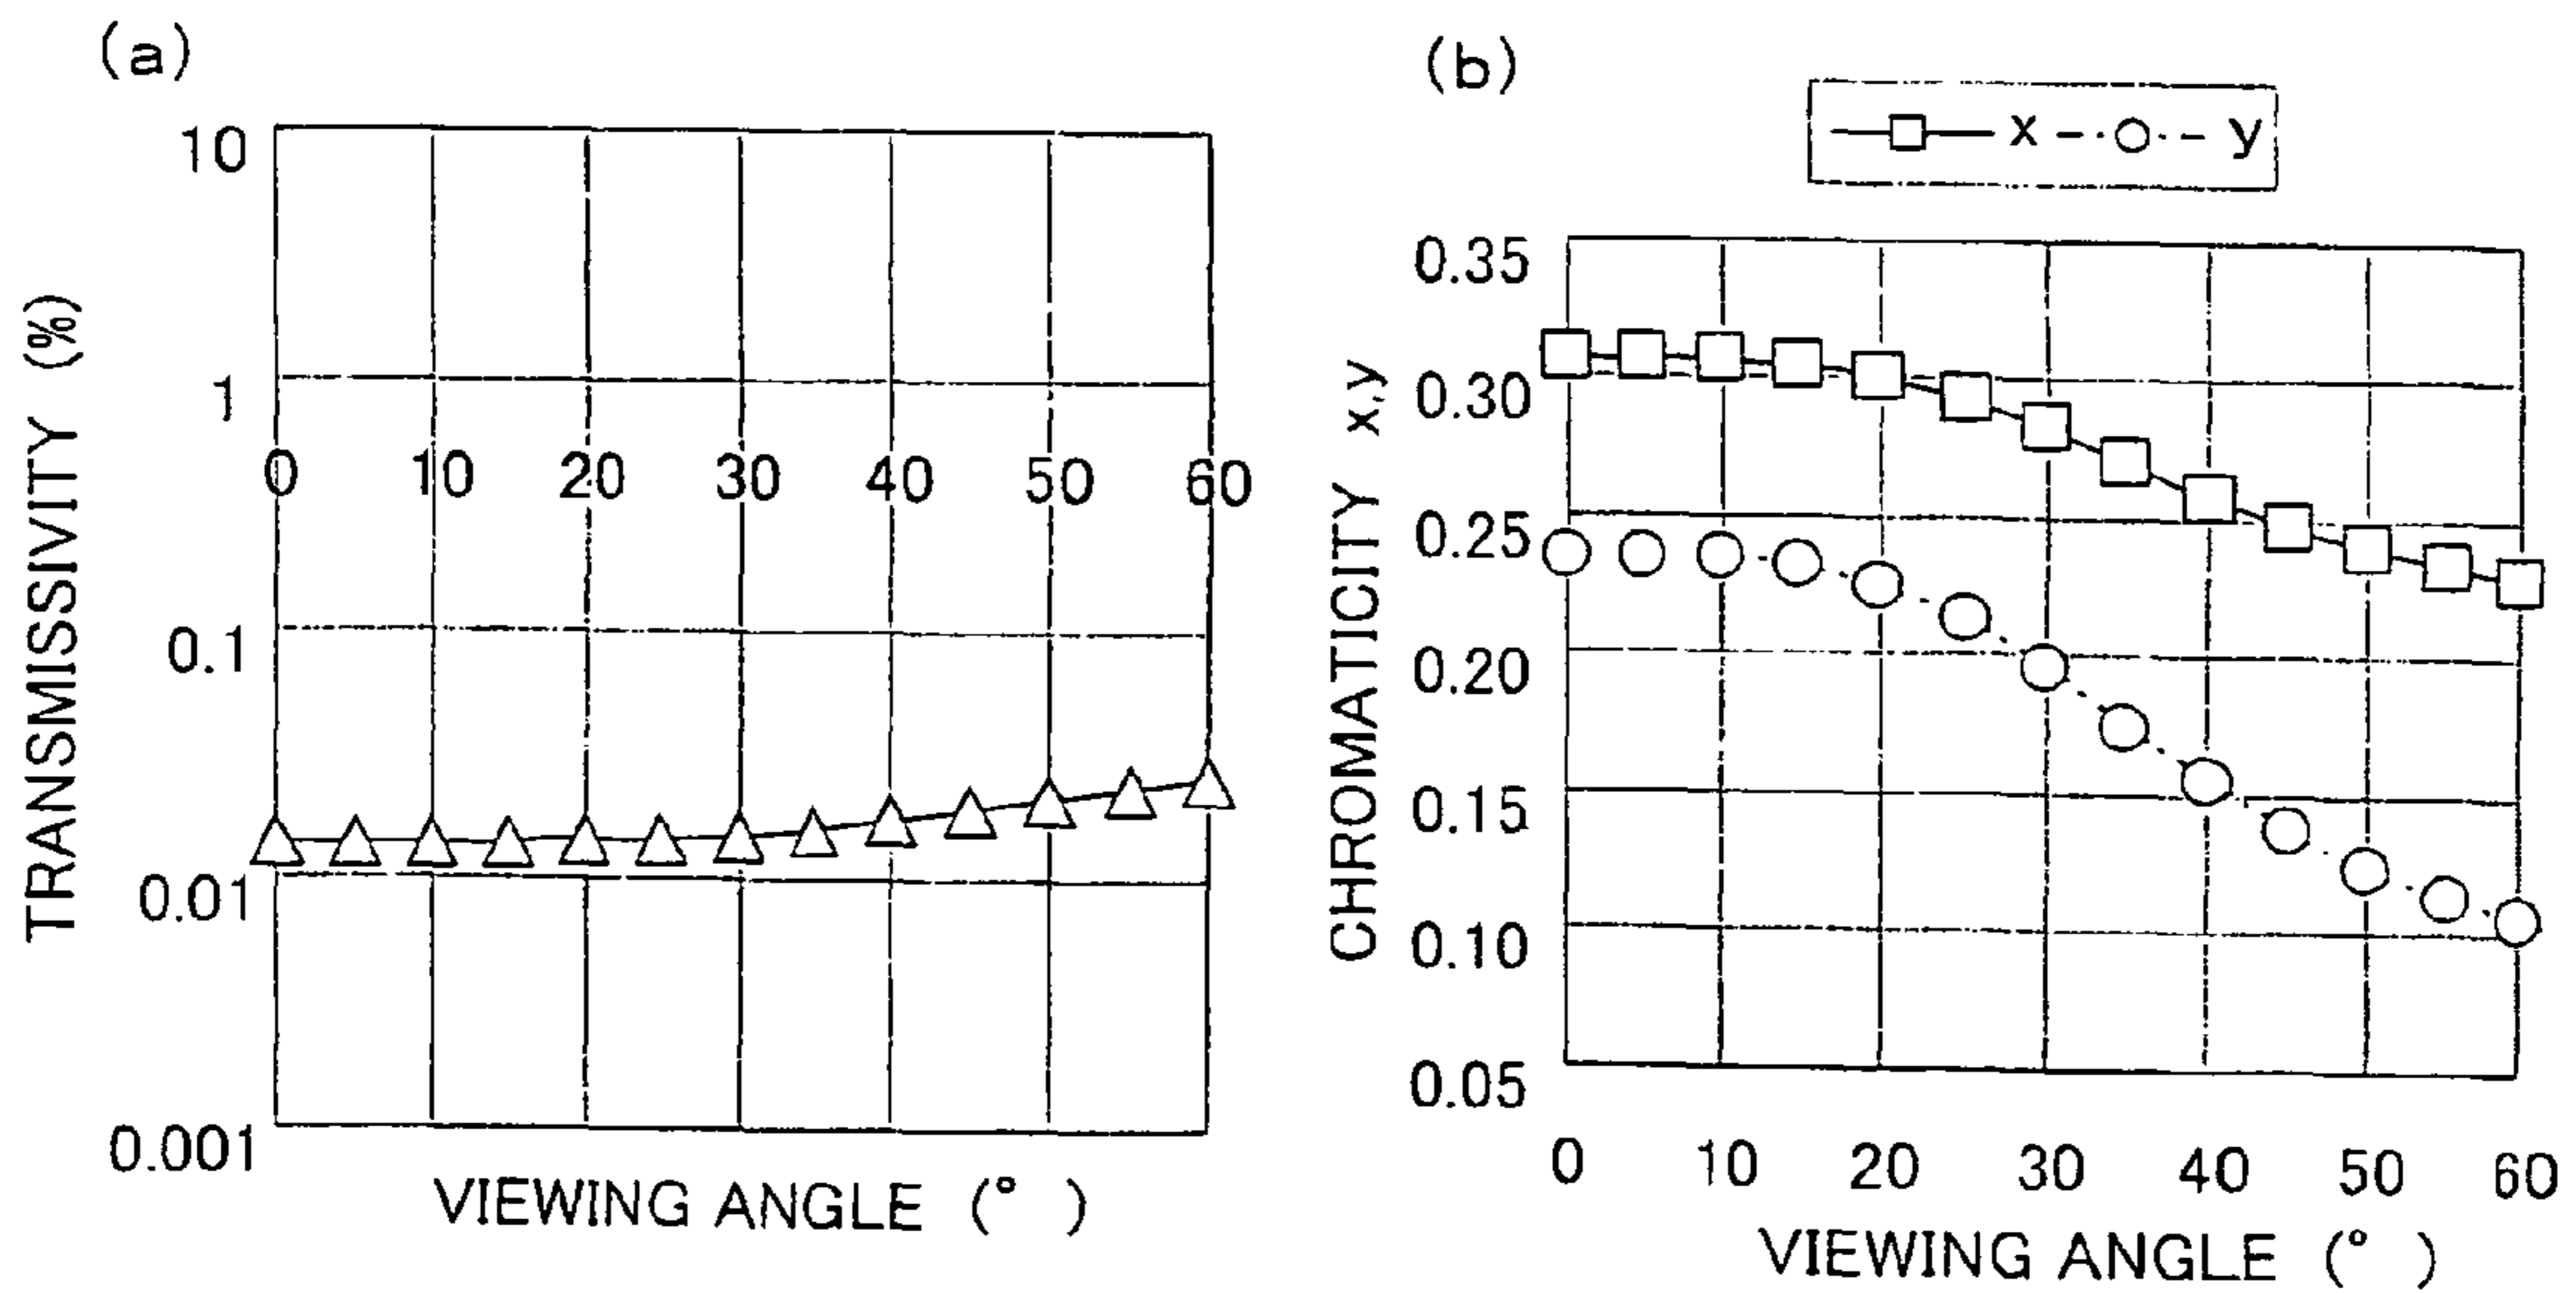 (a)
TRANSMISSIVITY (%)
10
1
0 10 20 30 40 50 60
0.1
0.01
0.001
VIEWING ANGLE (° )
(b)
x y
CHROMATICITY x,y
0.35
0.30
0.25
0.20
0.15
0.10
0.05
0 10 20 30 40 50 60
VIEWING ANGLE (° )